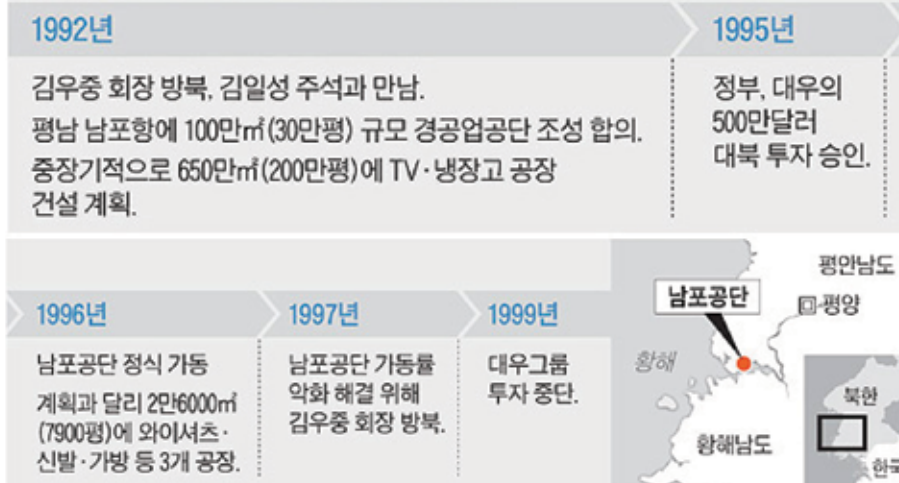 1992년
김우중 회장 방북, 김일성 주석과 만남.
평남 남포항에 100만㎡(30만평) 규모 경공업공단 조성 합의.
중장기적으로 650만㎡(200만평)에 TV·냉장고 공장
건설 계획.
1995년
정부, 대우의
500만달러
대북 투자 승인.
1996년
남포공단 정식 가동
계획과 달리 2만6000㎡
(7900평)에 와이셔츠·
신발·가방 등 3개 공장.
1997년
남포공단 가동률
악화 해결 위해
김우중 회장 방북.
1999년
대우그룹
투자 중단.
평안남도
남포공단
평양
황해
북한
황해남도
한국